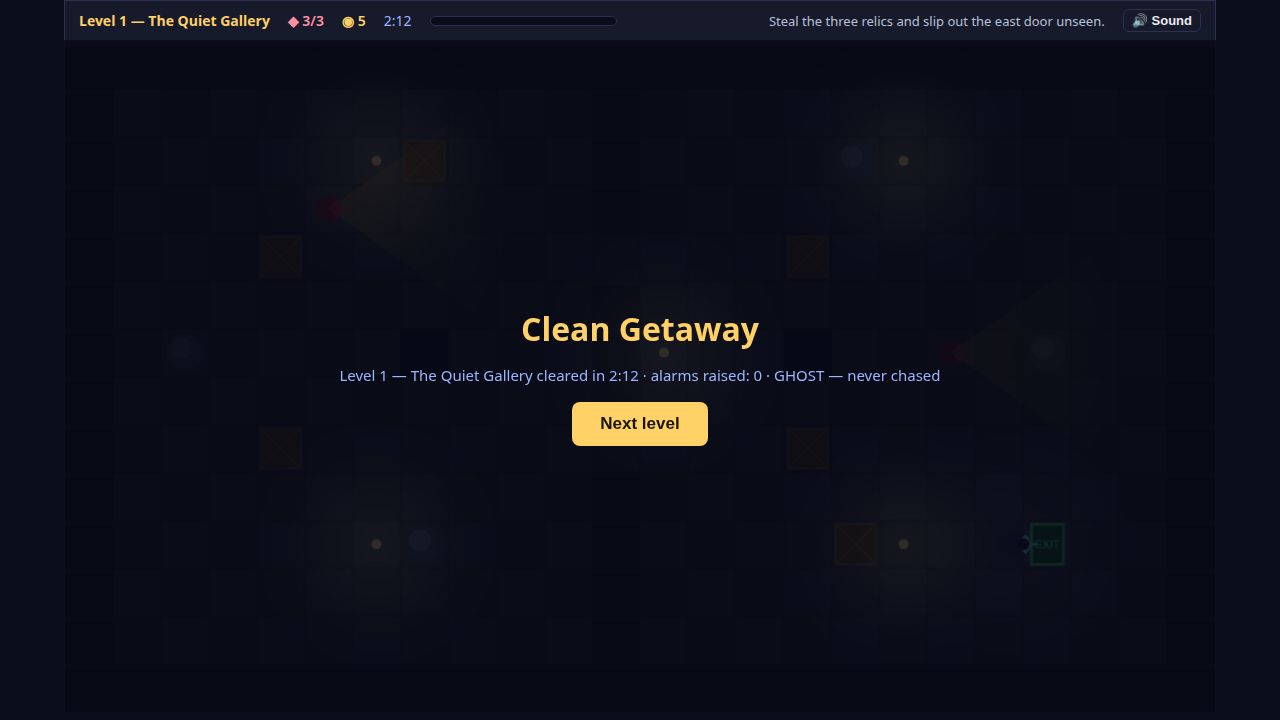 Level 1 — The Quiet Gallery ◆ 3/3 ◉ 5 2:12 Steal the three relics and slip out the east door unseen. 🔊 Sound
Clean Getaway
Level 1 — The Quiet Gallery cleared in 2:12 · alarms raised: 0 · GHOST — never chased
Next level
EXIT